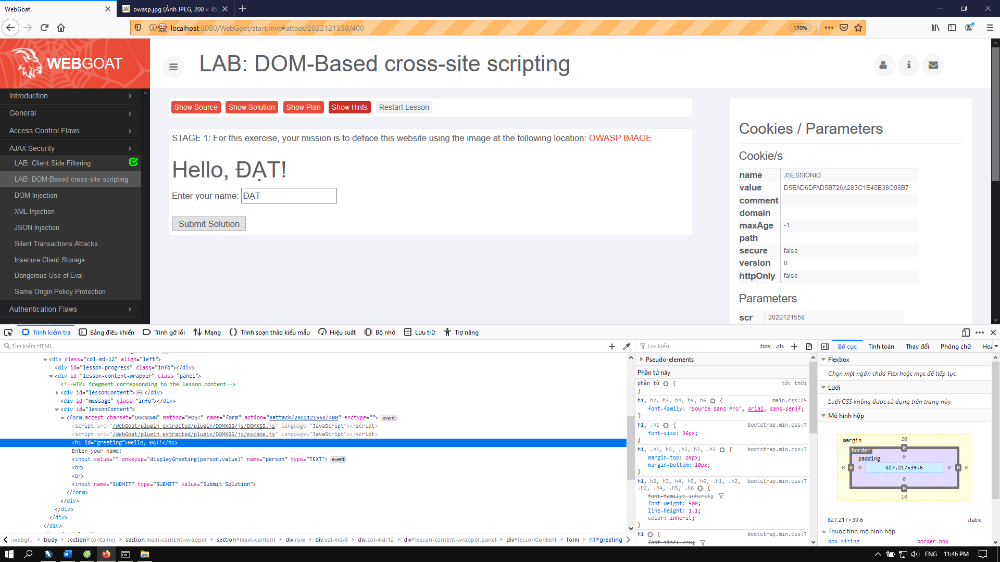 WebGoat
owasp.jpg (Ảnh JPEG, 200 × 45
localhost:8080/WebGoat/start.mvc#attack/2022121558/400
120%
WEBGOAT
LAB: DOM-Based cross-site scripting
Introduction
General
Access Control Flaws
AJAX Security
LAB: Client Side Filtering
LAB: DOM-Based cross-site scripting
DOM Injection
XML Injection
JSON Injection
Silent Transactions Attacks
Insecure Client Storage
Dangerous Use of Eval
Same Origin Policy Protection
Authentication Flaws
Show Source
Show Solution
Show Plan
Show Hints
Restart Lesson
STAGE 1: For this exercise, your mission is to deface this website using the image at the following location: OWASP IMAGE
Hello, ĐẠT!
Enter your name: ĐẠT
Submit Solution
Cookies / Parameters
Cookie/s
name JSESSIONID
value D5EAD6DFAD5B726A283C1E45B38C98B7
comment
domain
maxAge -1
path
secure false
version 0
httpOnly false
Parameters
scr 2022121558
Trình kiểm tra
Bảng điều khiển
Trình gỡ lỗi
Mạng
Trình soạn thảo kiểu mẫu
Hiệu suất
Bộ nhớ
Lưu trữ
Trợ năng
Tìm kiếm HTML
<div class="col-md-12" align="left">
<div id="lesson-progress" class="info"></div>
<div id="lesson-content-wrapper" class="panel">
<!--HTML fragment correpsonding to the lesson content-->
<div id="lessonContent"></div>
<div id="message" class="info"></div>
<div id="lessonContent">
<form accept-charset="UNKNOWN" method="POST" name="form" action="#attack/2022121558/400" enctype=""> event
<script src="/WebGoat/plugin_extracted/plugin/DOMXSS/js/DOMXSS.js" language="JavaScript"></script>
<script src="/WebGoat/plugin_extracted/plugin/DOMXSS/js/escape.js" language="JavaScript"></script>
<h1 id="greeting">Hello, ĐẠT!</h1>
Enter your name:
<input value="" onkeyup="displayGreeting(person.value)" name="person" type="TEXT"> event
<br>
<br>
<input name="SUBMIT" type="SUBMIT" value="Submit Solution">
</form>
</div>
</div>
</div>
</div>
.webgl... body section#container section.main-content-wrapper section#main-content div.row div.col-md-8 div.col-md-12 div#lesson-content-wrapper.panel div#lessonContent form h1#greeting
Lọc kiểu
:hov .cls
Pseudo-elements
Phần tử này
phần tử { tức thời
}
h1, h2, h3, h4, h5, h6 { main.css:25
font-family: 'Source Sans Pro', Arial, sans-serif;
}
h1, .h1 { bootstrap.min.css:7
font-size: 36px;
}
h1, .h1, h2, .h2, h3, .h3 { bootstrap.min.css:7
margin-top: 20px;
margin-bottom: 10px;
}
h1, h2, h3, h4, h5, h6, .h1, .h2, bootstrap.min.css:7
.h3, .h4, .h5, .h6 {
font-family: inherit;
font-weight: 500;
line-height: 1.1;
color: inherit;
}
h1 { bootstrap.min.css:7
font-size: 2em;
Bố cục
Tính toán
Thay đổi
Phông chữ
Hoạ
Flexbox
Chọn một ngăn chứa Flex hoặc mục để tiếp tục.
Lưới
Lưới CSS không được sử dụng trên trang này
Mô hình hộp
margin 20
border 0
padding 0
0 0 0 827.217×39.6 0 0 0
0
0
10
827.217×39.6 static
Thuộc tính mô hình hộp
box-sizing border-box
ENG 11:46 PM